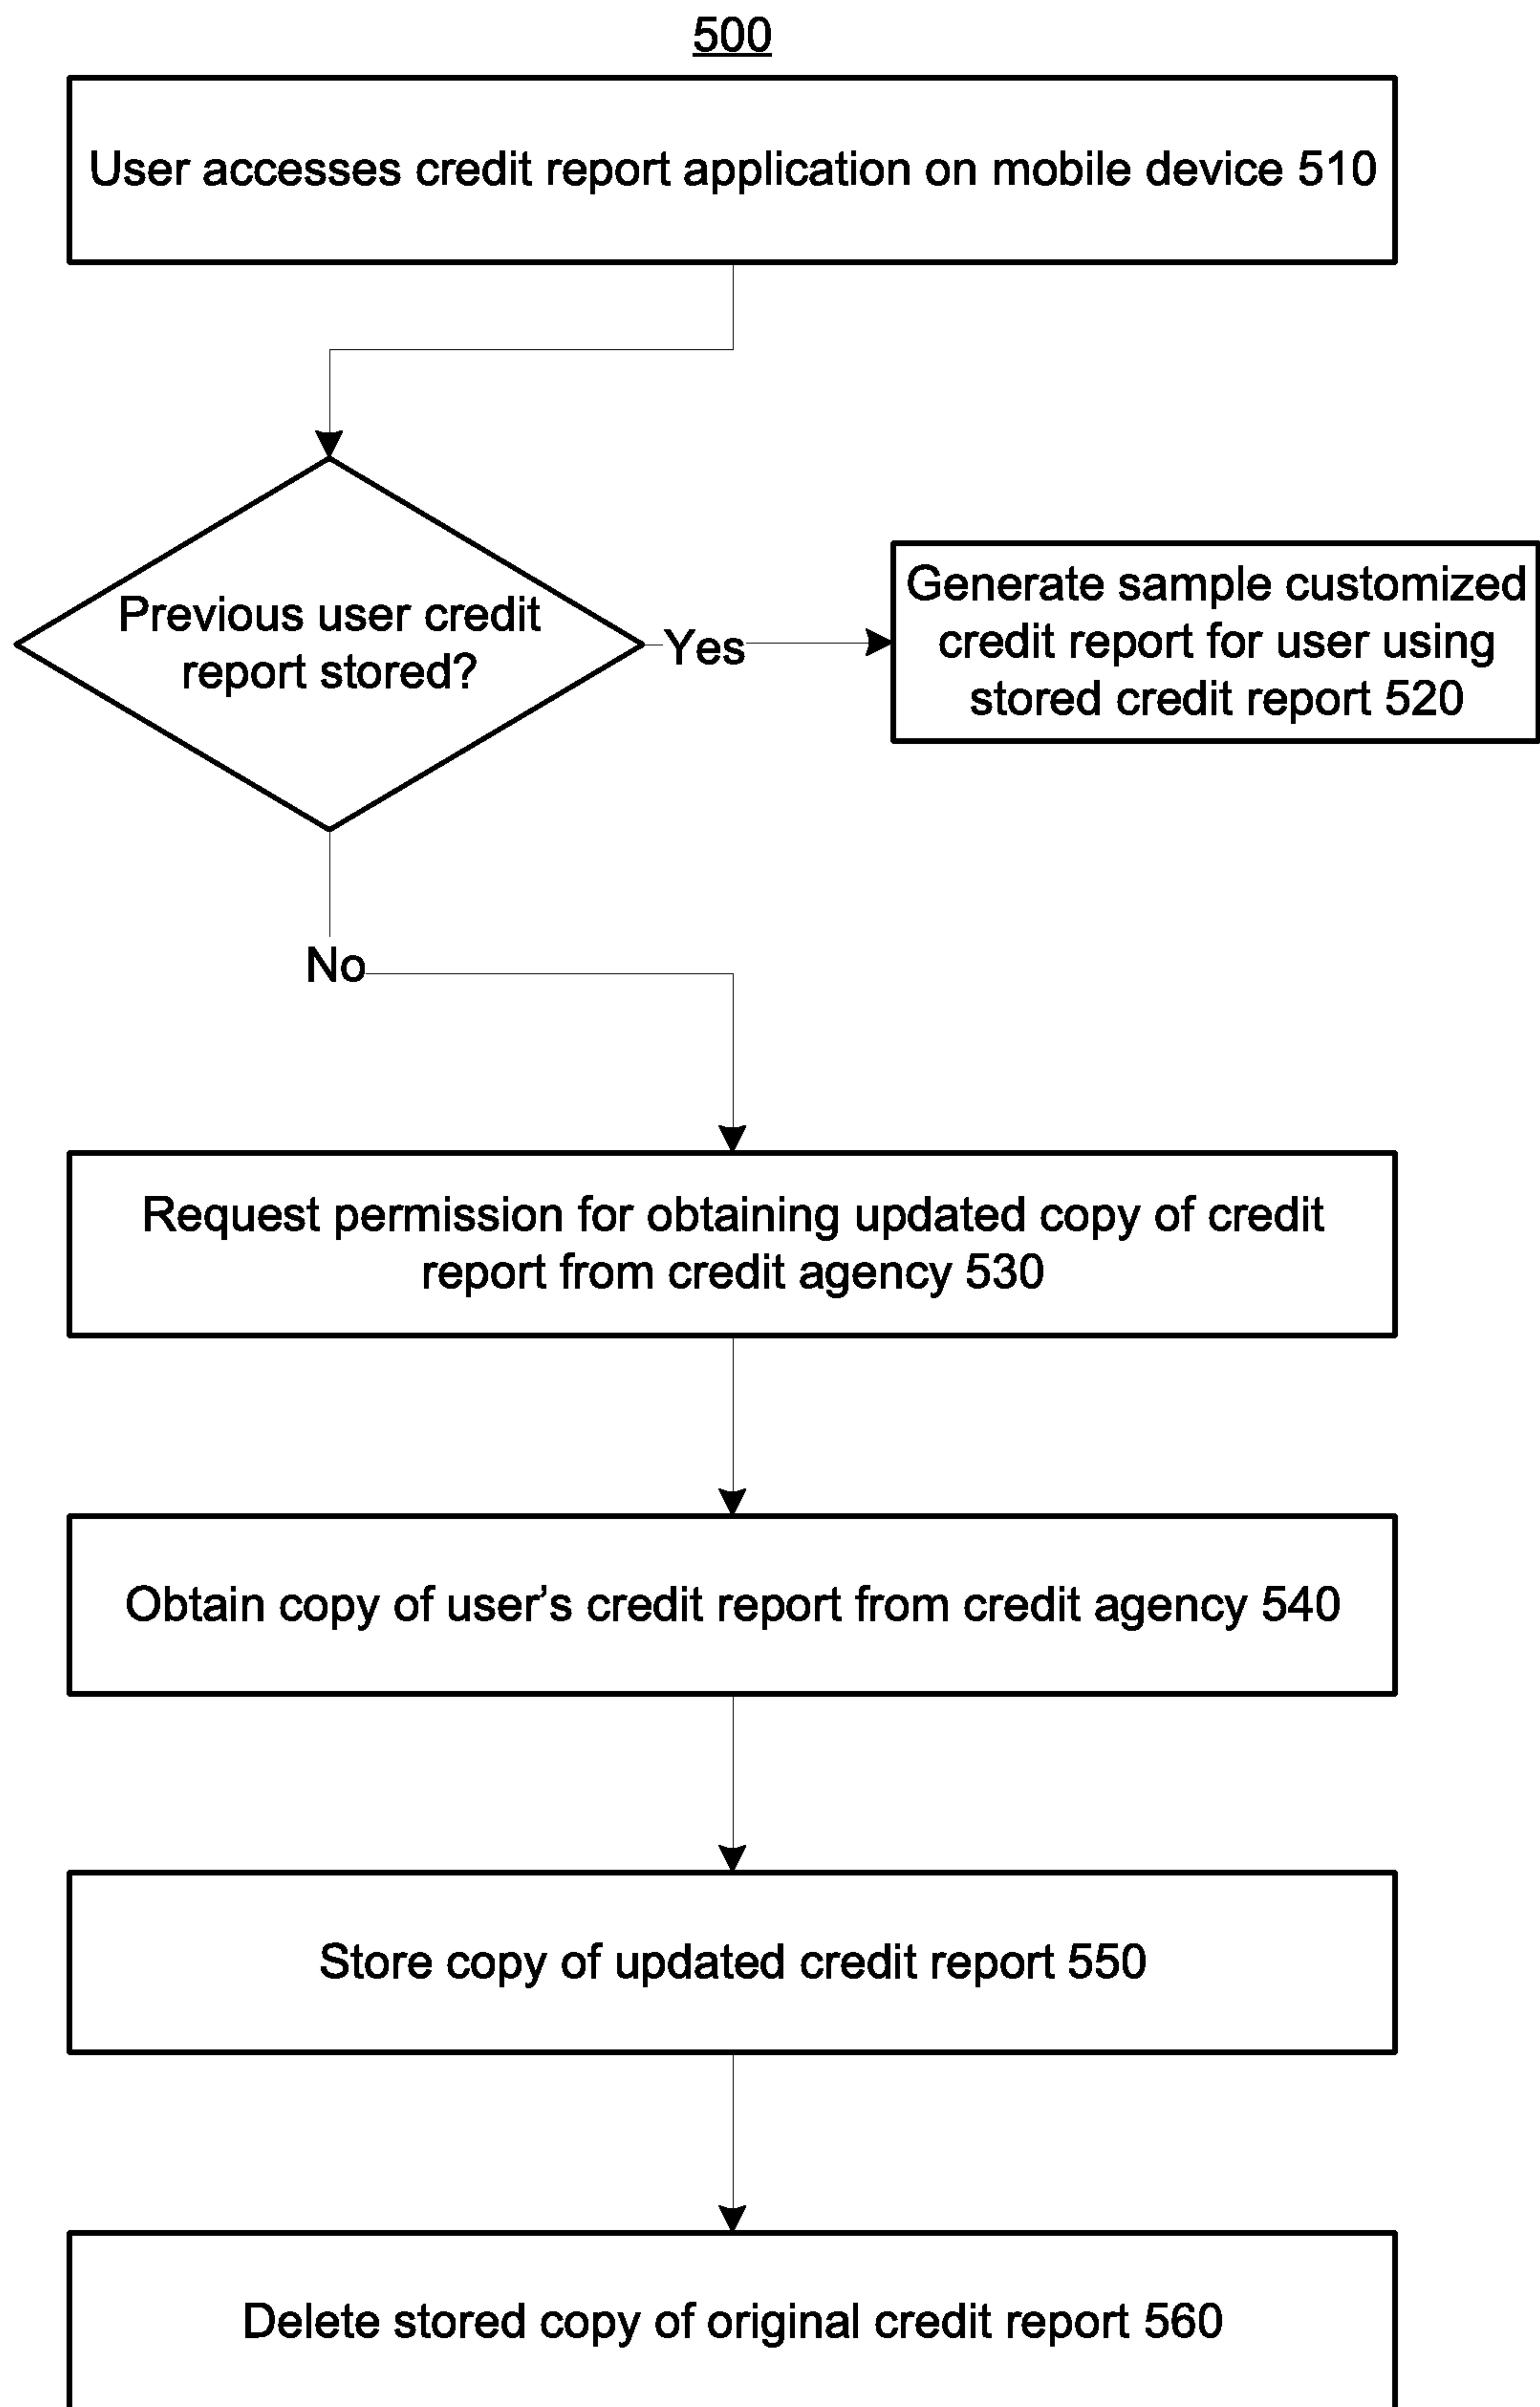 500
User accesses credit report application on mobile device 510
Previous user credit
report stored?
Yes
Generate sample customized
credit report for user using
stored credit report 520
No
Request permission for obtaining updated copy of credit
report from credit agency 530
Obtain copy of user’s credit report from credit agency 540
Store copy of updated credit report 550
Delete stored copy of original credit report 560